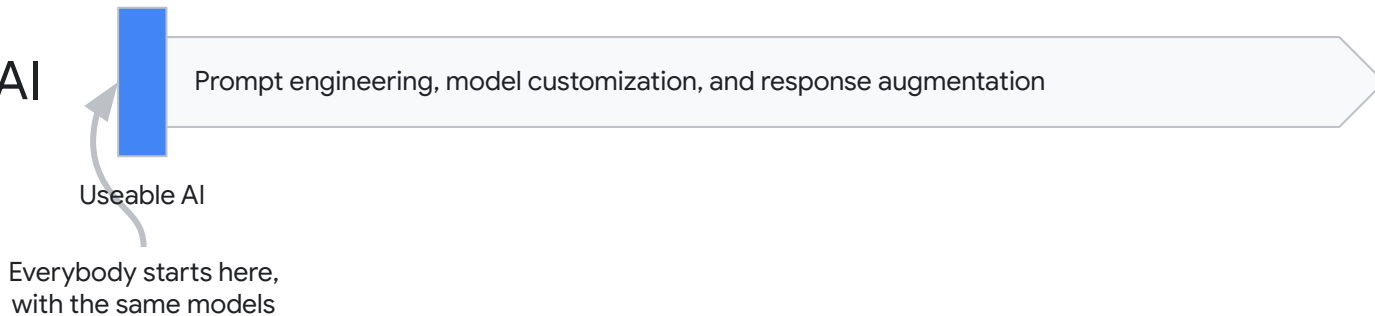 AI
Prompt engineering, model customization, and response augmentation
Useable AI
Everybody starts here,
with the same models